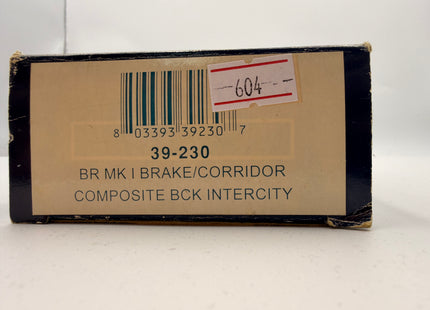 604 - -
8 03393 39230 7
39-230
BR MK I BRAKE/CORRIDOR
COMPOSITE BCK INTERCITY